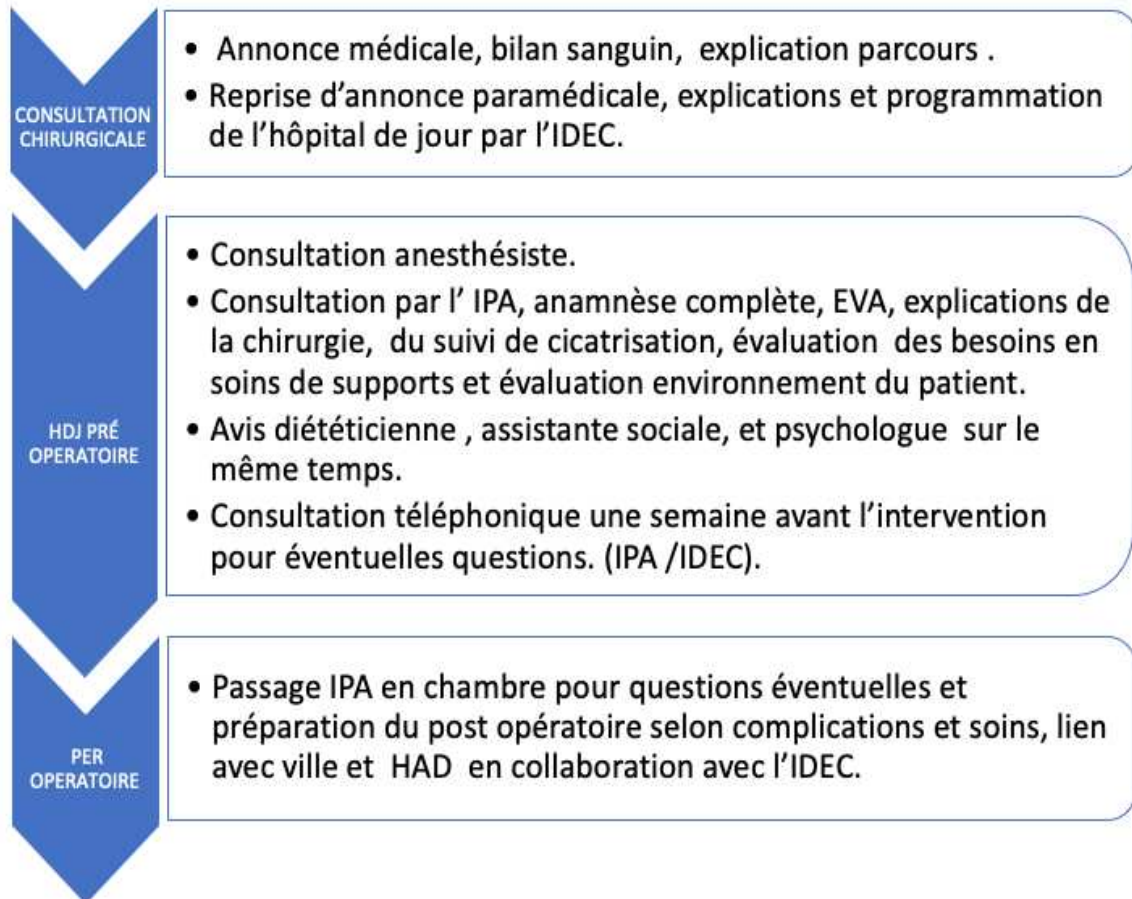 CONSULTATION
CHIRURGICALE
• Annonce médicale, bilan sanguin, explication parcours .
• Reprise d'annonce paramédicale, explications et programmation
de l'hôpital de jour par l'IDEC.
HDJ PRÉ
OPERATOIRE
• Consultation anesthésiste.
• Consultation par l' IPA, anamnèse complète, EVA, explications de
la chirurgie, du suivi de cicatrisation, évaluation des besoins en
soins de supports et évaluation environnement du patient.
• Avis diététicienne , assistante sociale, et psychologue sur le
même temps.
• Consultation téléphonique une semaine avant l'intervention
pour éventuelles questions. (IPA /IDEC).
PER
OPERATOIRE
• Passage IPA en chambre pour questions éventuelles et
préparation du post opératoire selon complications et soins, lien
avec ville et HAD en collaboration avec l'IDEC.